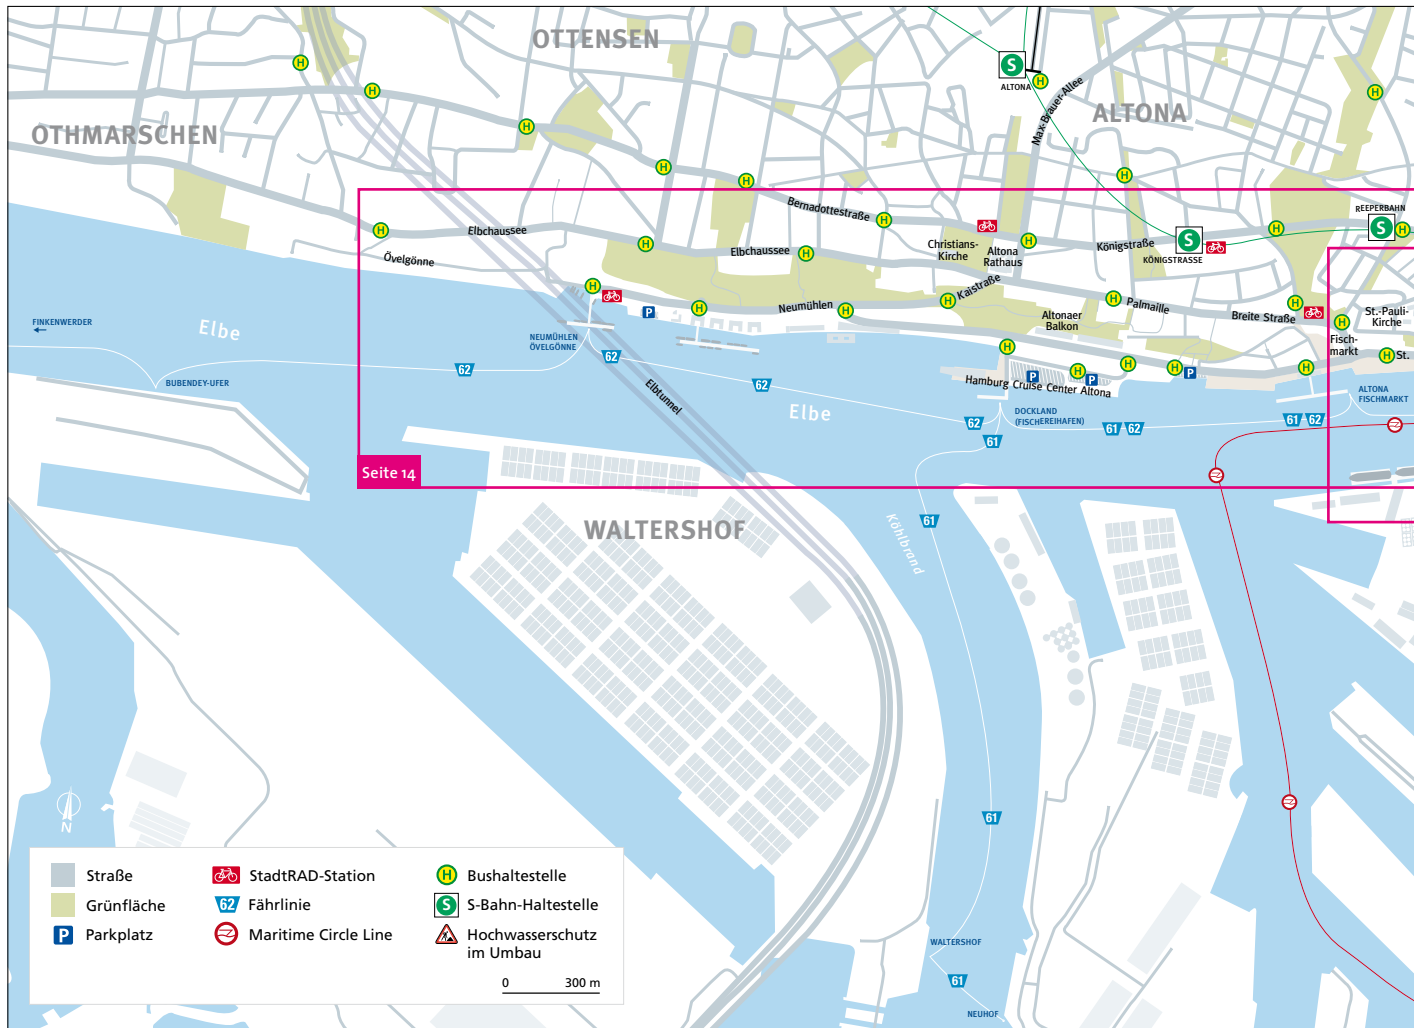 OTTENSEN
H
H
S
ALTONA
H
Max-Brauer-Allee
ALTONA
H
OTHMARSCHEN
H
H
H
H
REEPERBAHN
S
H
H
Elbchaussee
Övelgönne
H
Elbchaussee
H
Bernadottestraße
H
Christians-
Kirche
Altona
Rathaus
H
Königstraße
S
KÖNIGSTRASSE
H
H
P
H
Neumühlen
H
H
Kaistraße
Altonaer
Balkon
H
Palmaille
Breite Straße
H
H
St.-Pauli-
Kirche
Fisch-
markt
H
St.
FINKENWERDER
Elbe
BUBENDEY-UFER
62
NEUMÜHLEN
ÖVELGÖNNE
62
Elbtunnel
62
Elbe
H
P
H
P
H
H
P
H
Hamburg Cruise Center Altona
62
61
DOCKLAND
(FISCHEREIHAFEN)
61
62
61
62
ALTONA
FISCHMARKT
Seite 14
WALTERSHOF
Köhlbrand
61
61
N
Straße
Grünfläche
P
Parkplatz
StadtRAD-Station
62
Fährlinie
Maritime Circle Line
H
Bushaltestelle
S
S-Bahn-Haltestelle
Hochwasserschutz
im Umbau
0 300 m
WALTERSHOF
61
NEUHOF